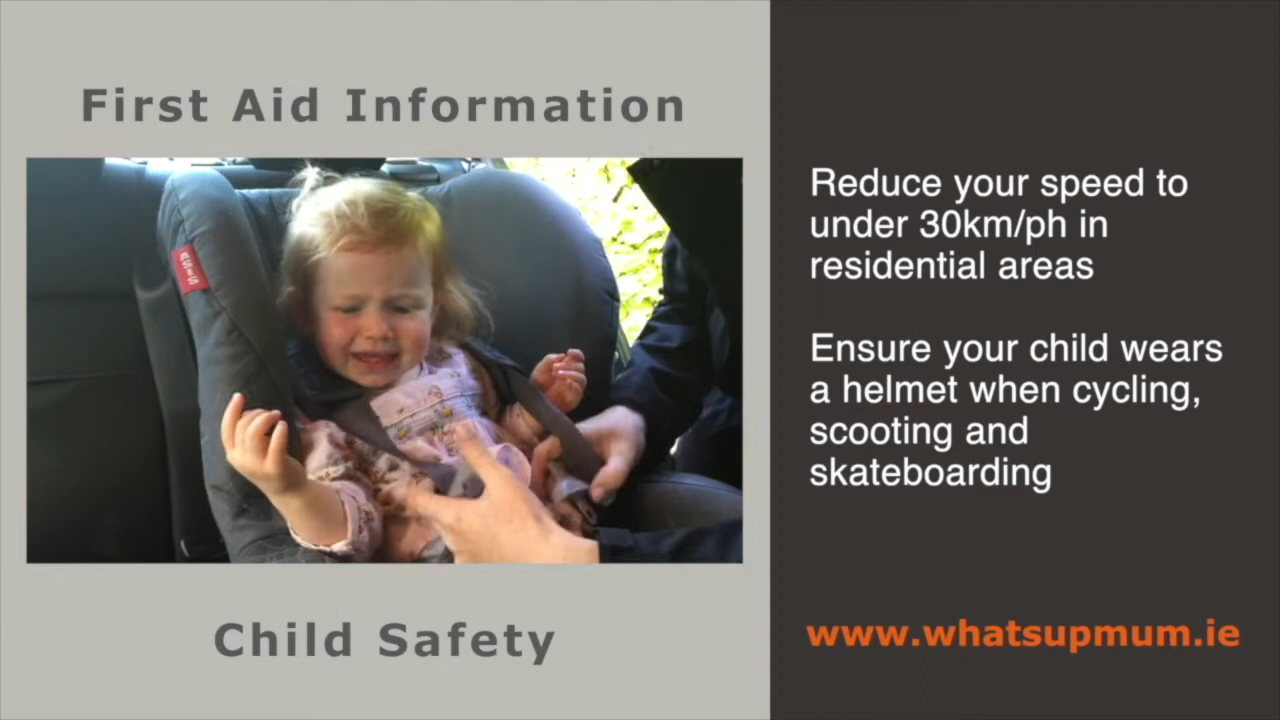 First Aid Information
Child Safety
Reduce your speed to
under 30km/ph in
residential areas
Ensure your child wears
a helmet when cycling,
scooting and
skateboarding
www.whatsupmum.ie